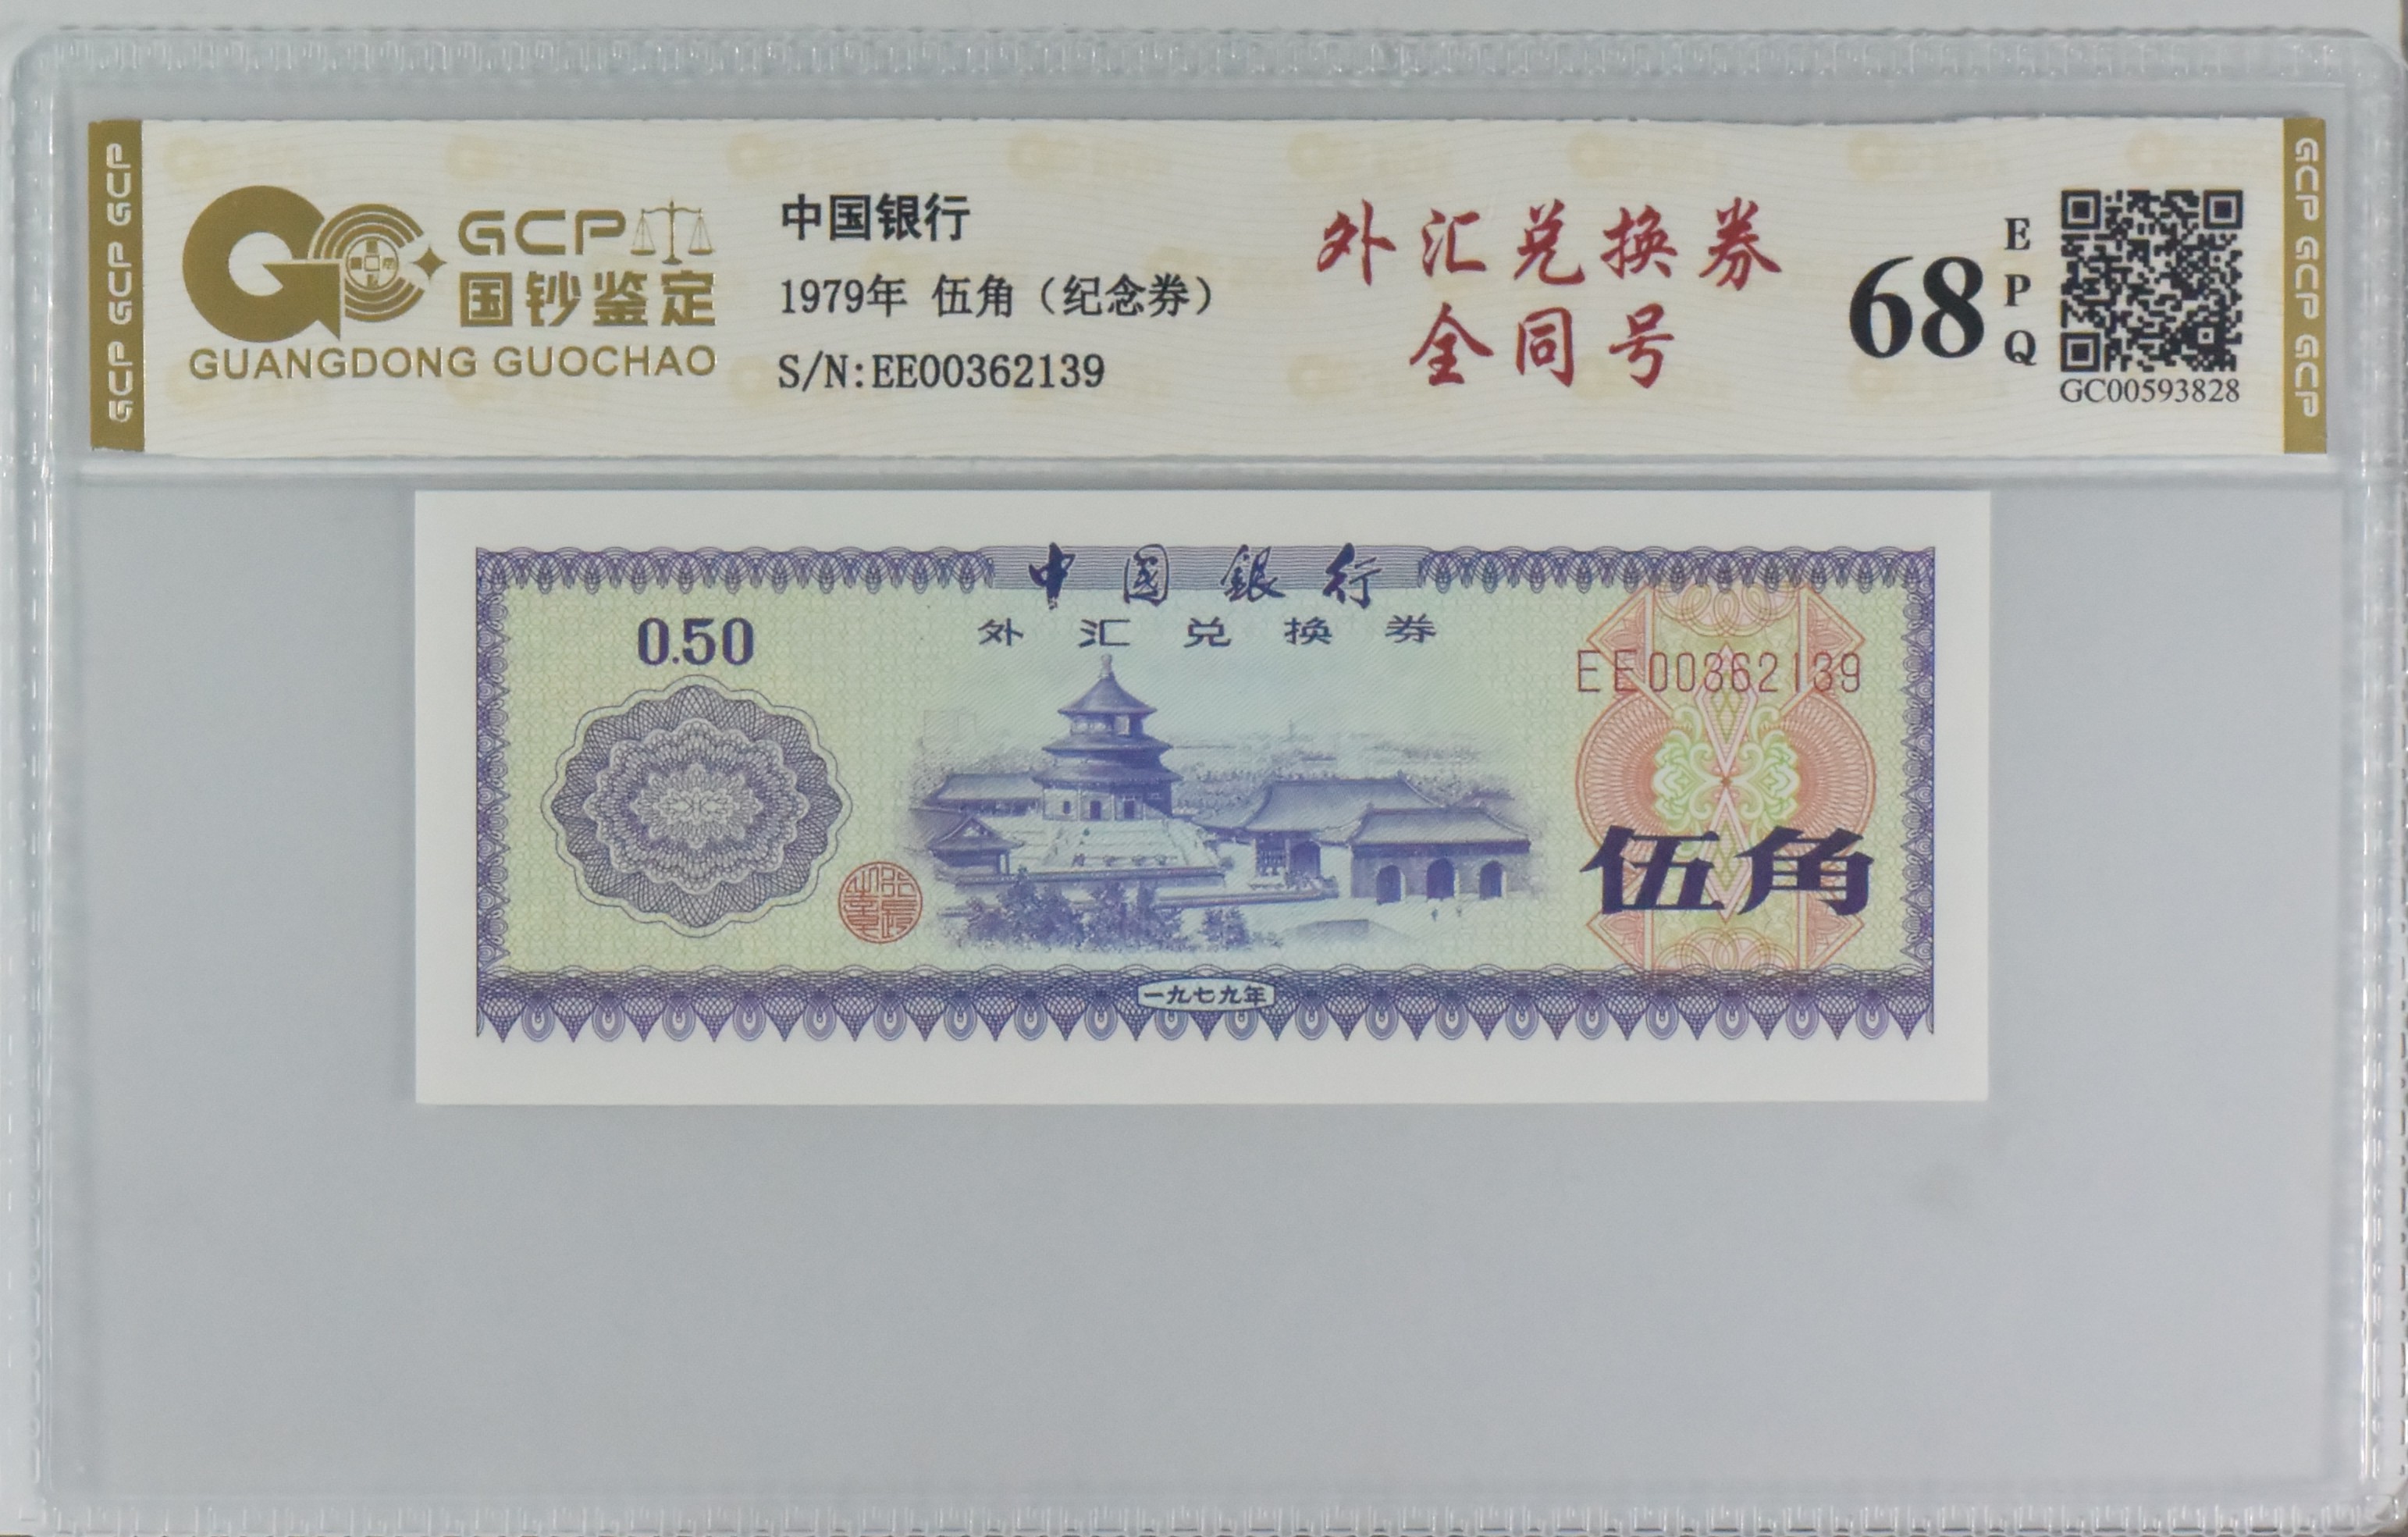 GCP GCP GCP
GCP
国钞鉴定
GUANGDONG GUOCHAO
中国银行
1979年 伍角（纪念券）
S/N:EE00362139
外汇兑换券
全同号
68
EPQ
GC00593828
GCP GCP GCP
中国銀行
外汇兑换券
0.50
EE00362139
伍角
一九七九年